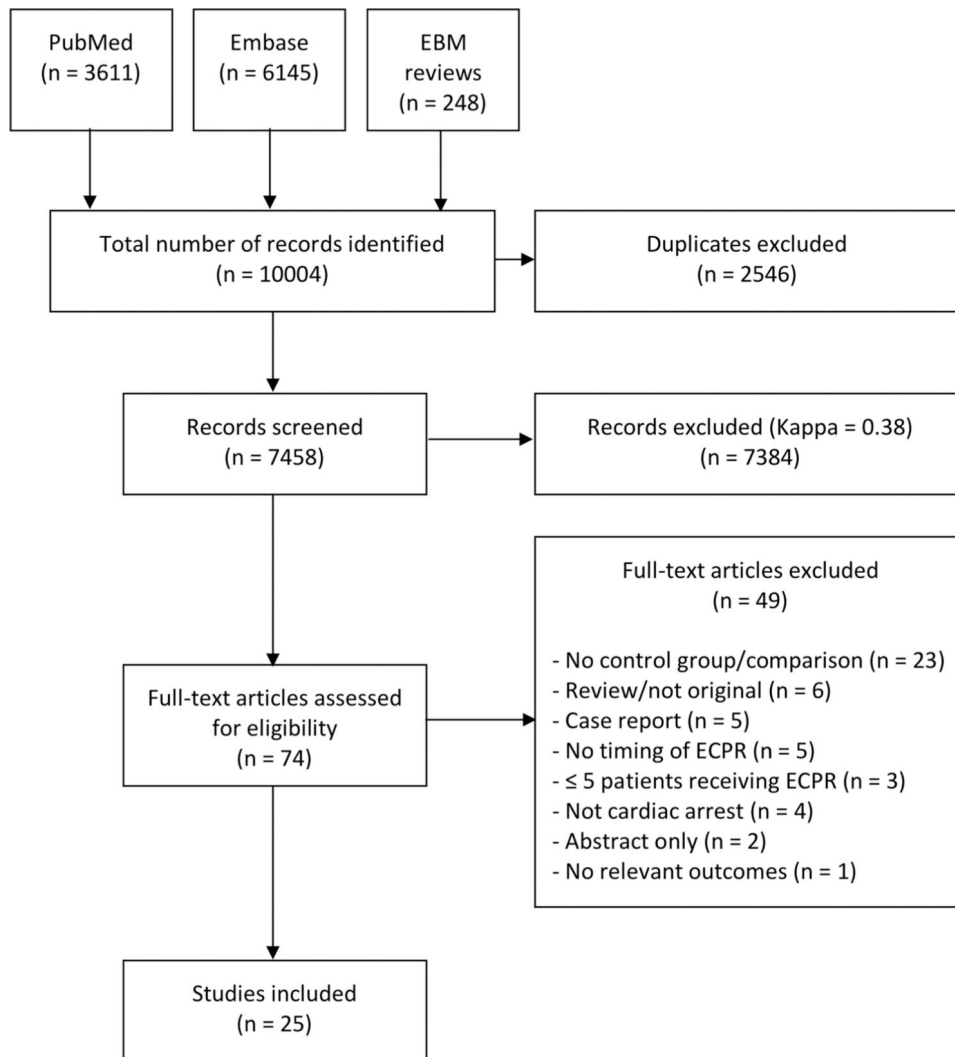 PubMed
(n = 3611)
Embase
(n = 6145)
EBM
reviews
(n = 248)
Total number of records identified
(n = 10004)
Duplicates excluded
(n = 2546)
Records screened
(n = 7458)
Records excluded (Kappa = 0.38)
(n = 7384)
Full-text articles assessed
for eligibility
(n = 74)
Full-text articles excluded
(n = 49)
- No control group/comparison (n = 23)
- Review/not original (n = 6)
- Case report (n = 5)
- No timing of ECPR (n = 5)
- ≤ 5 patients receiving ECPR (n = 3)
- Not cardiac arrest (n = 4)
- Abstract only (n = 2)
- No relevant outcomes (n = 1)
Studies included
(n = 25)